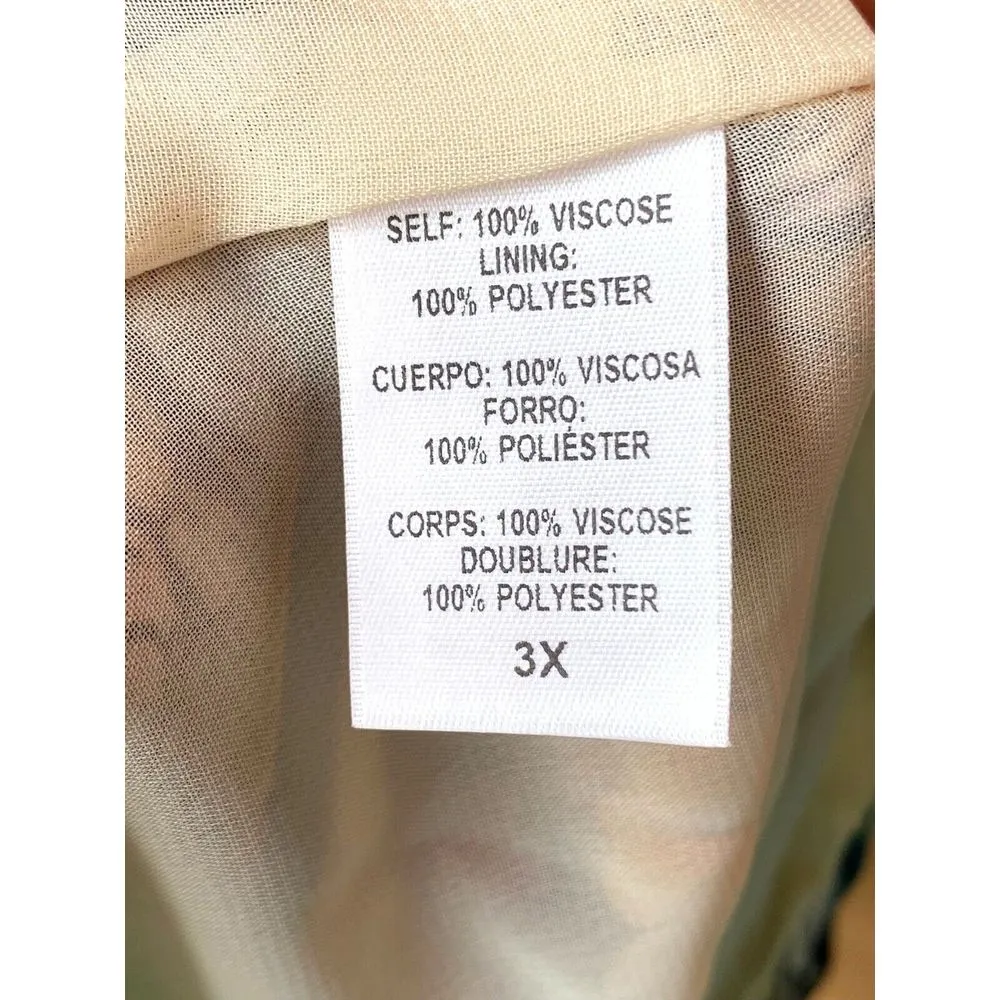 SELF: 100% VISCOSE
LINING:
100% POLYESTER
CUERPO: 100% VISCOSA
FORRO:
100% POLIÉSTER
CORPS: 100% VISCOSE
DOUBLURE:
100% POLYESTER
3X